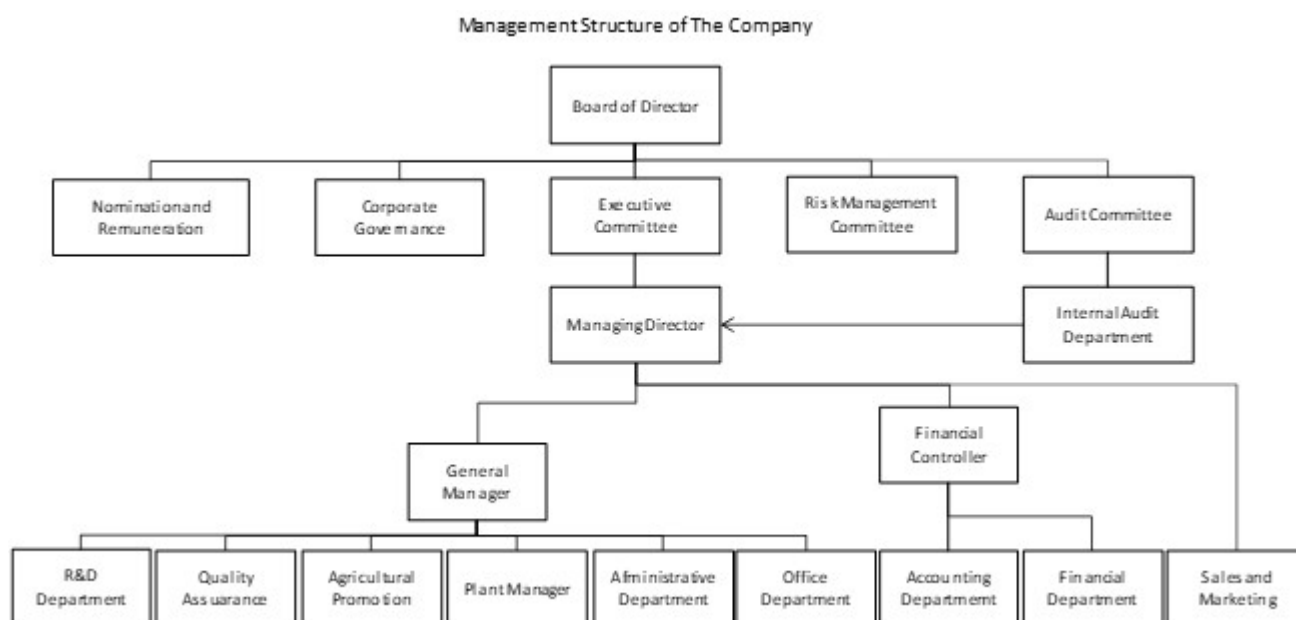 Management Structure of The Company
Board of Director
Nomination and
Remuneration
Corporate
Governance
Executive
Committee
Risk Management
Committee
Audit Committee
Managing Director
Internal Audit
Department
General
Manager
Financial
Controller
R&D
Department
Quality
Assuarance
Agricultural
Promotion
Plant Manager
Afministrative
Department
Office
Department
Accounting
Departmemt
Financial
Department
Sales and
Marketing